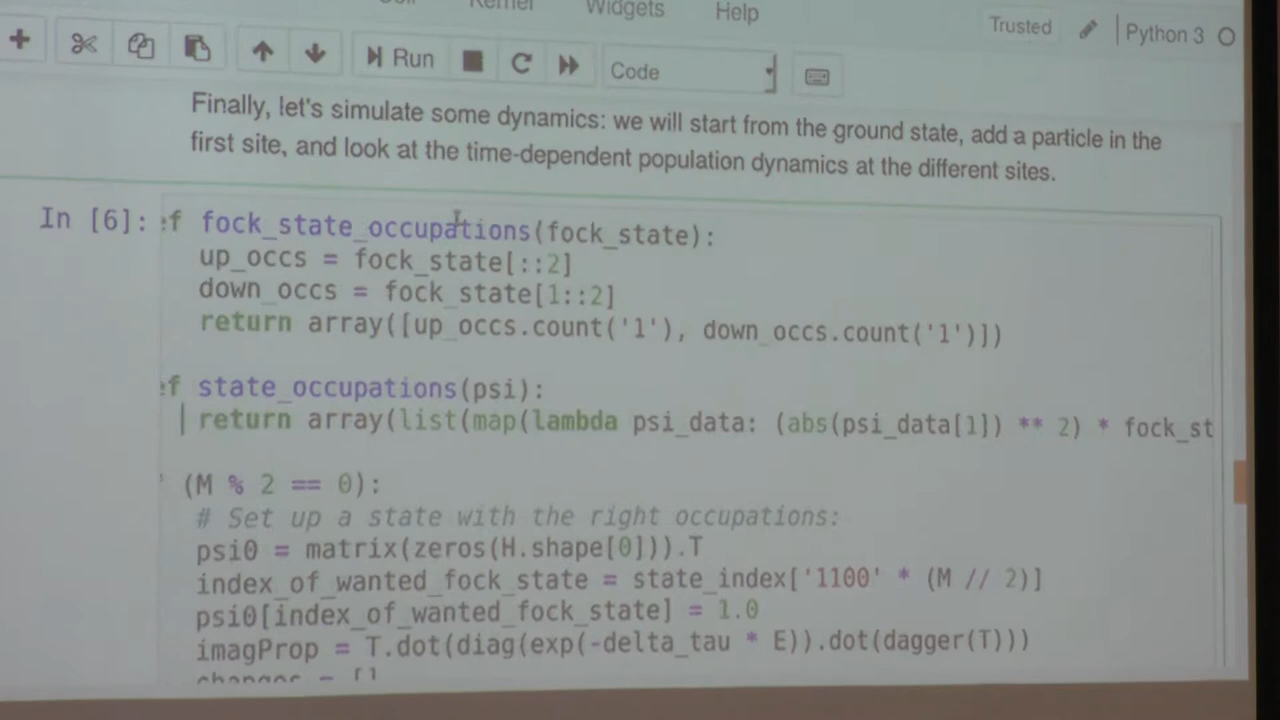 Kernel Widgets Help
Trusted Python 3
Run Code
Finally, let's simulate some dynamics: we will start from the ground state, add a particle in the
first site, and look at the time-dependent population dynamics at the different sites.
In [6]: ef fock_state_occupations(fock_state):
up_occs = fock_state[::2]
down_occs = fock_state[1::2]
return array([up_occs.count('1'), down_occs.count('1')])
ef state_occupations(psi):
return array(list(map(lambda psi_data: (abs(psi_data[1]) ** 2) * fock_st
(M % 2 == 0):
# Set up a state with the right occupations:
psi0 = matrix(zeros(H.shape[0])).T
index_of_wanted_fock_state = state_index['1100' * (M // 2)]
psi0[index_of_wanted_fock_state] = 1.0
imagProp = T.dot(diag(exp(-delta_tau * E)).dot(dagger(T)))
changes = []